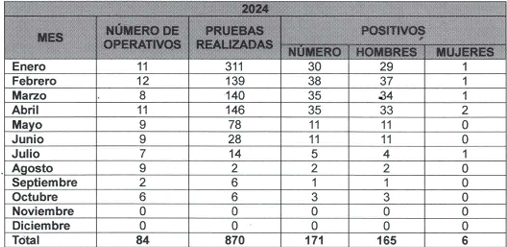 2024
MES NÚMERO DE OPERATIVOS PRUEBAS REALIZADAS POSITIVOS
NÚMERO HOMBRES MUJERES
Enero 11 311 30 29 1
Febrero 12 139 38 37 1
Marzo 8 140 35 34 1
Abril 11 146 35 33 2
Mayo 9 78 11 11 0
Junio 9 28 11 11 0
Julio 7 14 5 4 1
Agosto 9 2 2 2 0
Septiembre 2 6 1 1 0
Octubre 6 6 3 3 0
Noviembre 0 0 0 0 0
Diciembre 0 0 0 0 0
Total 84 870 171 165 6